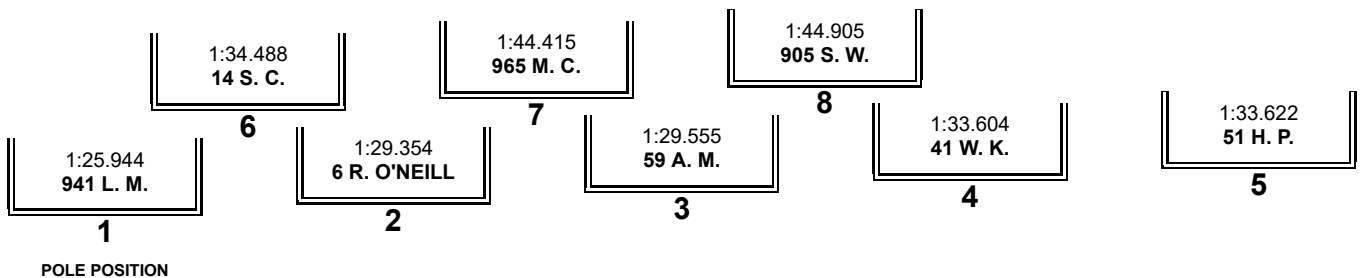 1:25.944
941 L. M.
1
POLE POSITION
1:29.354
6 R. O'NEILL
2
1:29.555
59 A. M.
3
1:33.604
41 W. K.
4
1:33.622
51 H. P.
5
1:34.488
14 S. C.
6
1:44.415
965 M. C.
7
1:44.905
905 S. W.
8